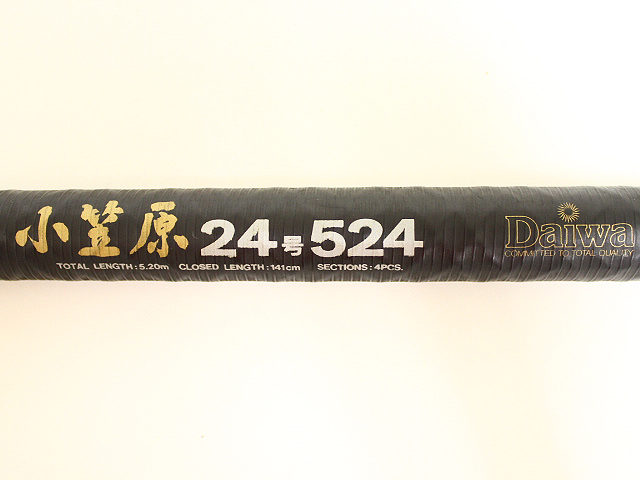 小笠原 24号 524
TOTAL LENGTH:5.20m CLOSED LENGTH:141cm SECTIONS:4PCS.
Daiwa
COMMITTED TO TOTAL QUALITY